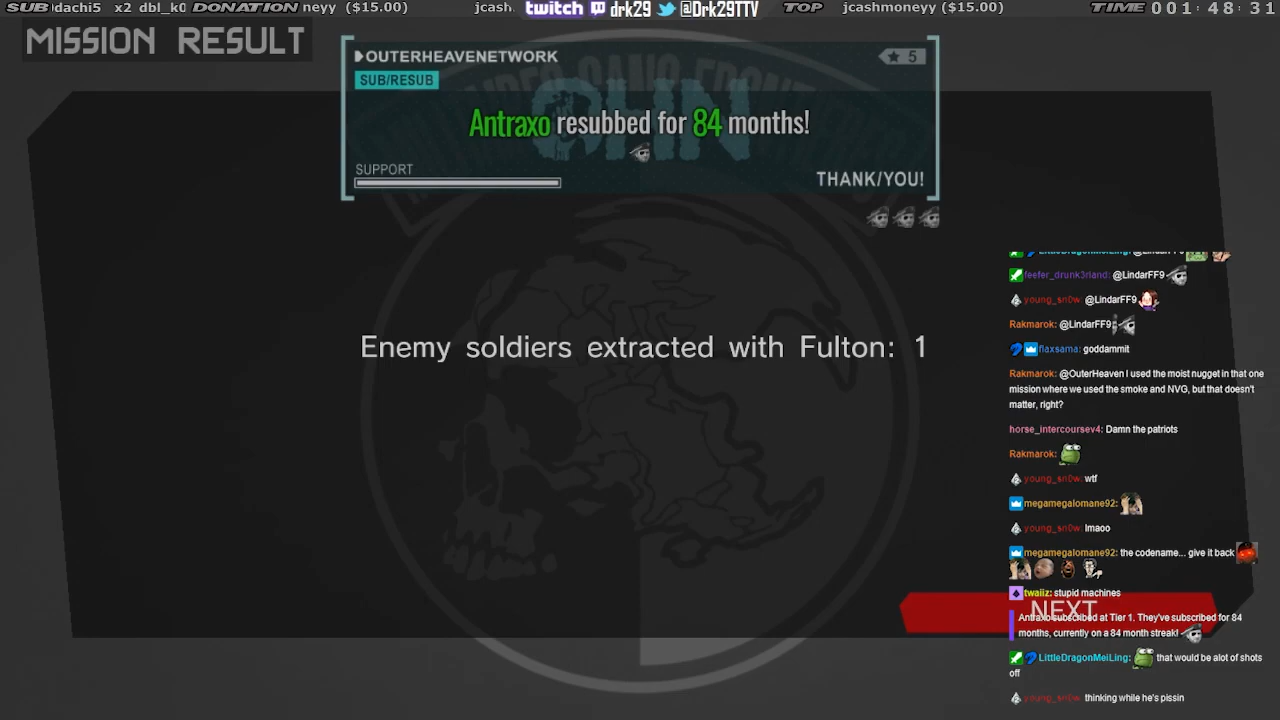 SUB dachi5 x2 dbl_k0 DONATION neyy ($15.00) jcash twitch drk29 @Drk29TTV TOP jcashmoneyy ($15.00) TIME 001:48:31
MISSION RESULT
OUTERHEAVENETWORK
5
SUB/RESUB
OHN
Antraxo resubbed for 84 months!
SUPPORT
THANK/YOU!
LittleDragonMeiLing:
feefer_drunk3rland: @LindarFF9
young_sn0w: @LindarFF9
Rakmarok: @LindarFF9
flaxsama: goddammit
Enemy soldiers extracted with Fulton: 1
Rakmarok: @OuterHeaven I used the moist nugget in that one
mission where we used the smoke and NVG, but that doesn't
matter, right?
horse_intercoursev4: Damn the patriots
Rakmarok:
young_sn0w: wtf
megamegalomane92:
young_sn0w: lmaoo
megamegalomane92: the codename... give it back
twaiiz: stupid machines
NEXT
Antraxo subscribed at Tier 1. They've subscribed for 84
months, currently on a 84 month streak!
LittleDragonMeiLing: that would be alot of shots
off
young_sn0w: thinking while he's pissin